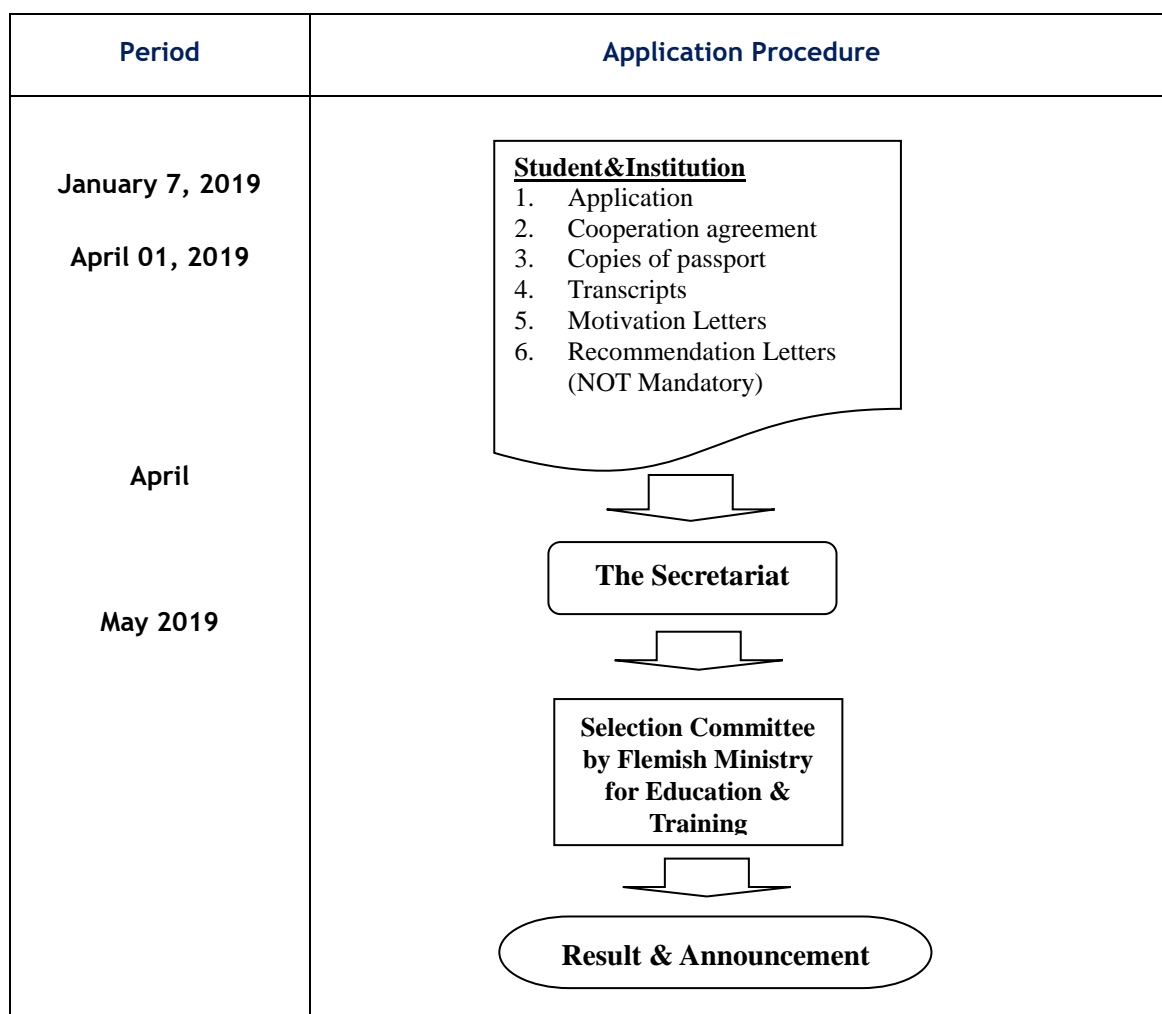 Period
Application Procedure
January 7, 2019
April 01, 2019
April
May 2019
Student&Institution
1. Application
2. Cooperation agreement
3. Copies of passport
4. Transcripts
5. Motivation Letters
6. Recommendation Letters
(NOT Mandatory)
The Secretariat
Selection Committee
by Flemish Ministry
for Education &
Training
Result & Announcement